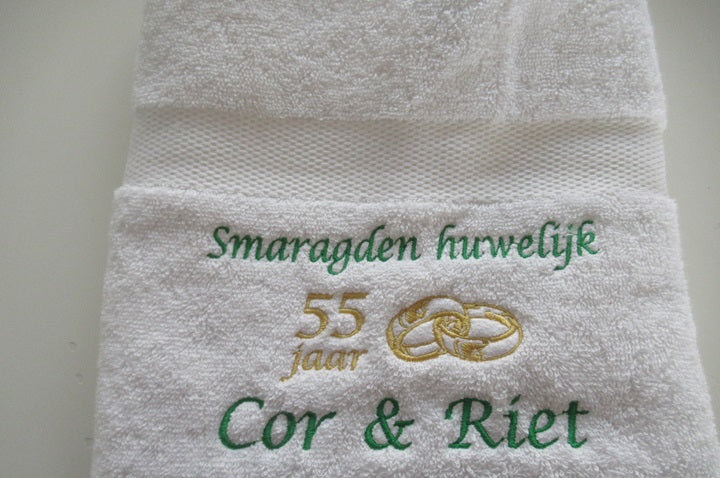 Smaragden huwelijk
55
jaar
Cor & Riet